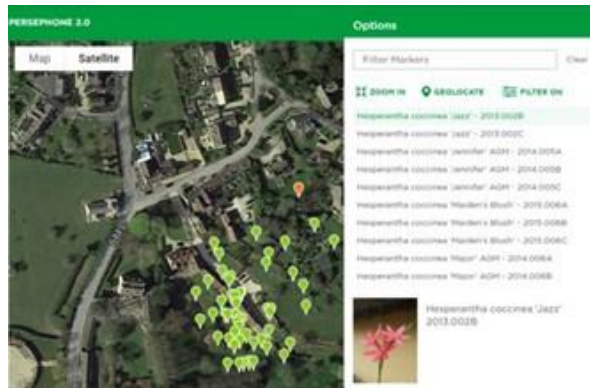 PERSEPHONE 2.0
Options
Map Satellite
Filter Markers
Clear
ZOOM IN GEOLOCATE FILTER ON
Hesperantha coccinea 'Jazz' - 2013.002B
Hesperantha coccinea 'Jazz' - 2013.002C
Hesperantha coccinea 'Jennifer' AGM - 2014.005A
Hesperantha coccinea 'Jennifer' AGM - 2014.005B
Hesperantha coccinea 'Jennifer' AGM - 2014.005C
Hesperantha coccinea 'Maiden's Blush' - 2015.006A
Hesperantha coccinea 'Maiden's Blush' - 2015.006B
Hesperantha coccinea 'Maiden's Blush' - 2015.006C
Hesperantha coccinea 'Major' AGM - 2014.006A
Hesperantha coccinea 'Major' AGM - 2014.006B
Hesperantha coccinea 'Jazz'
2013.002B